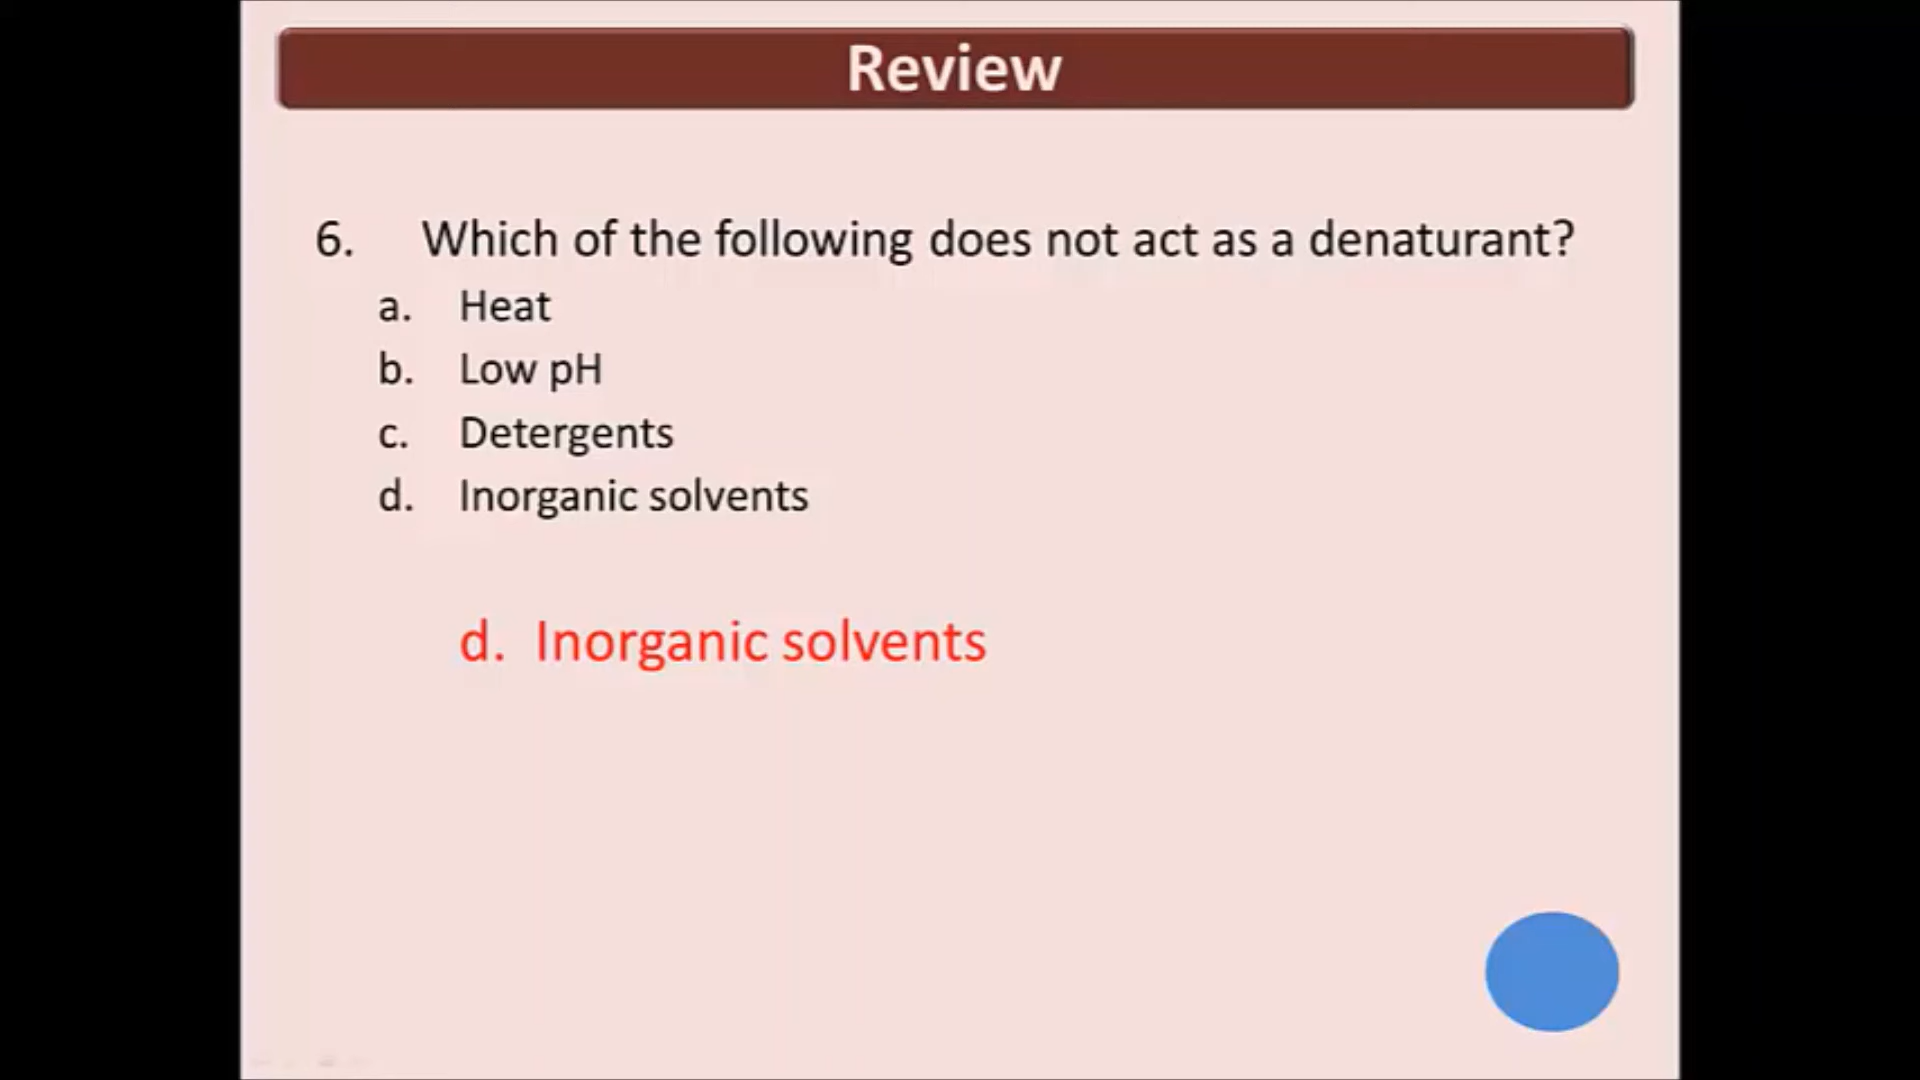 Review
6. Which of the following does not act as a denaturant?
a. Heat
b. Low pH
c. Detergents
d. Inorganic solvents
d. Inorganic solvents